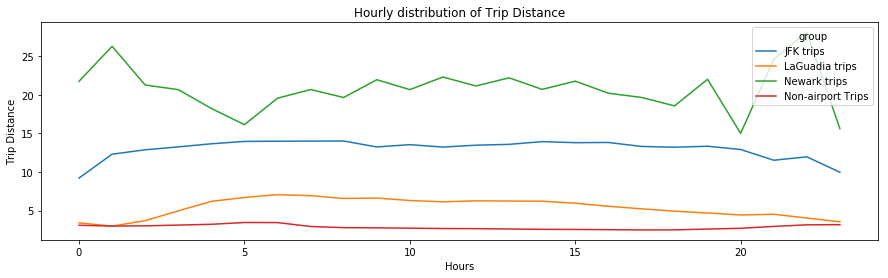 Hourly distribution of Trip Distance
group
JFK trips
LaGuadia trips
Newark trips
Non-airport Trips
Trip Distance
25
20
15
10
5
0
5
10
15
20
Hours